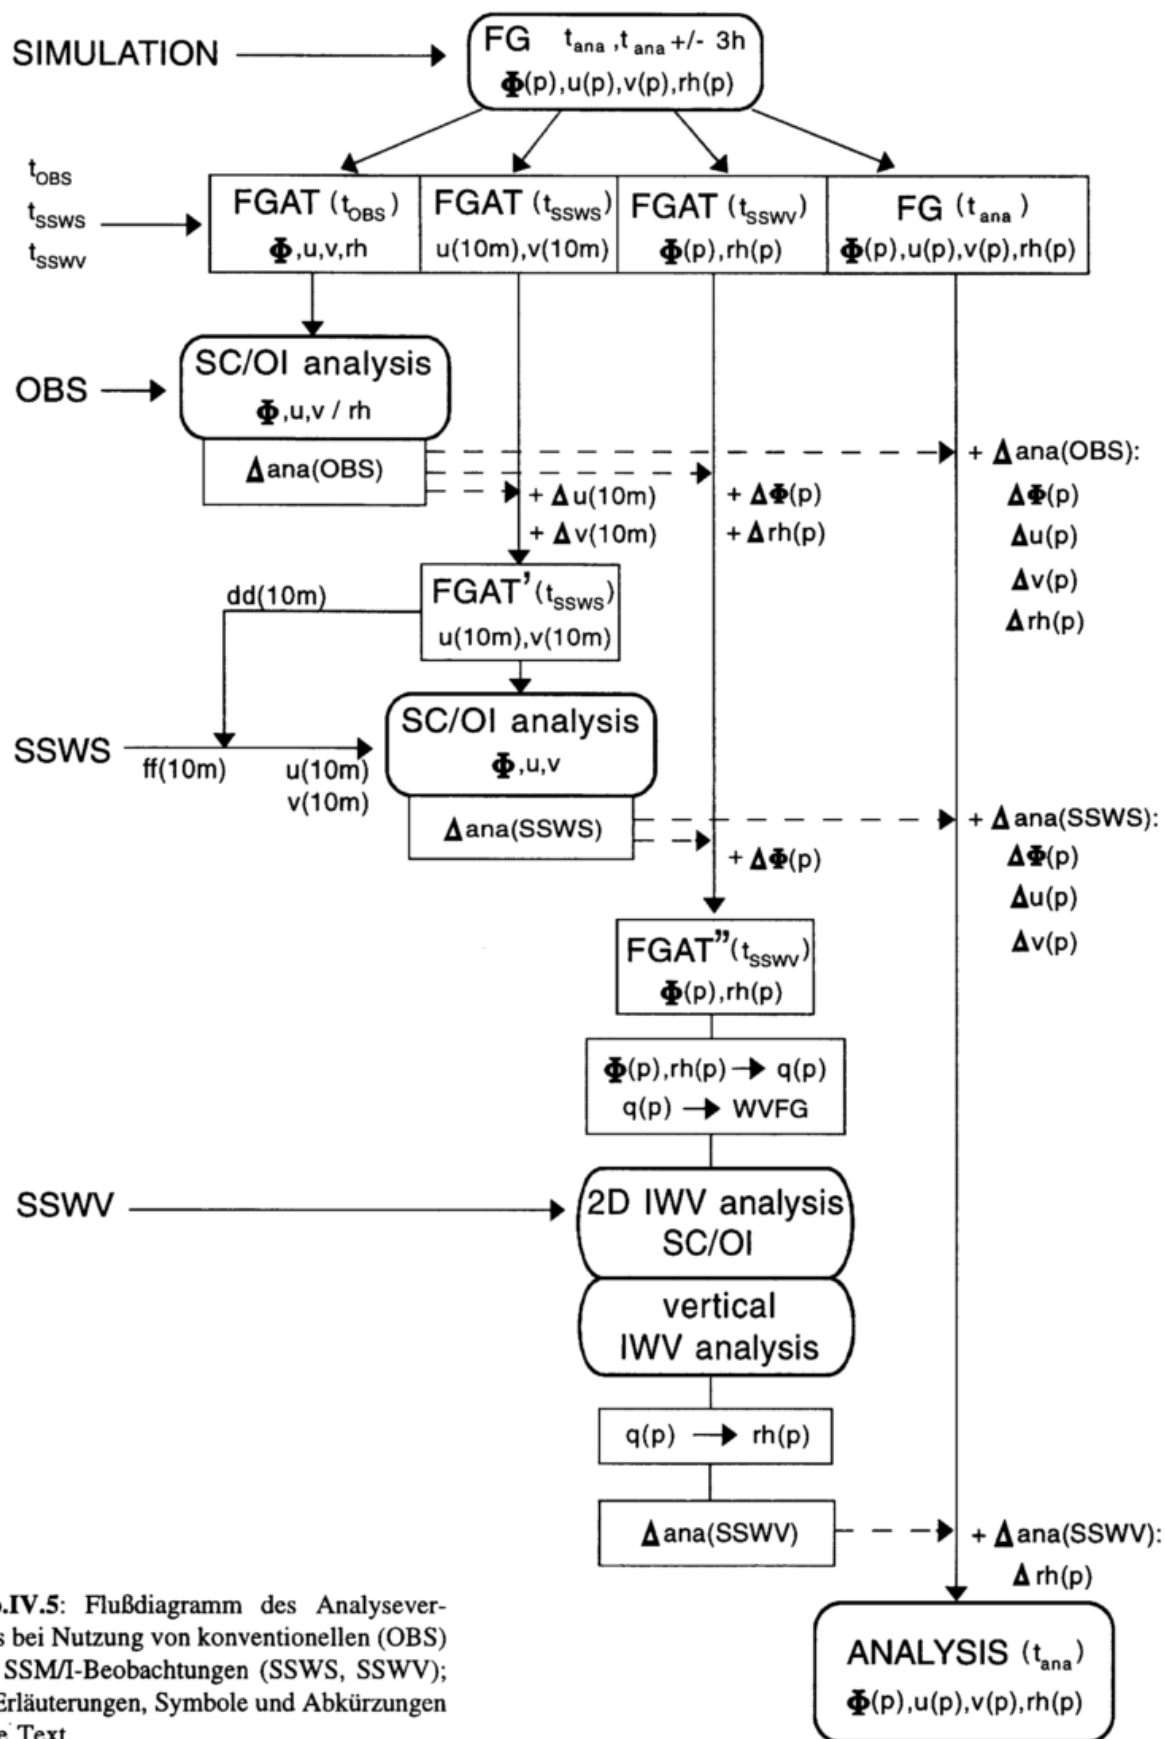 SIMULATION
FG t_ana , t_ana +/- 3h
Φ(p),u(p),v(p),rh(p)
t_OBS
t_SSWS
t_SSWV
FGAT (t_OBS)
Φ,u,v,rh
FGAT (t_SSWS)
u(10m),v(10m)
FGAT (t_SSWV)
Φ(p),rh(p)
FG (t_ana)
Φ(p),u(p),v(p),rh(p)
OBS
SC/OI analysis
Φ,u,v / rh
Δana(OBS)
+ Δu(10m)
+ Δv(10m)
+ ΔΦ(p)
+ Δrh(p)
+ Δana(OBS):
ΔΦ(p)
Δu(p)
Δv(p)
Δrh(p)
dd(10m)
FGAT' (t_SSWS)
u(10m),v(10m)
SSWS
ff(10m)
u(10m)
v(10m)
SC/OI analysis
Φ,u,v
Δana(SSWS)
+ ΔΦ(p)
+ Δana(SSWS):
ΔΦ(p)
Δu(p)
Δv(p)
FGAT" (t_SSWV)
Φ(p),rh(p)
Φ(p),rh(p) → q(p)
q(p) → WVFG
SSWV
2D IWV analysis
SC/OI
vertical
IWV analysis
q(p) → rh(p)
Δana(SSWV)
+ Δana(SSWV):
Δrh(p)
ANALYSIS (t_ana)
Φ(p),u(p),v(p),rh(p)
.IV.5: Flußdiagramm des Analysever-
s bei Nutzung von konventionellen (OBS)
SSM/I-Beobachtungen (SSWS, SSWV);
Erläuterungen, Symbole und Abkürzungen
e Text